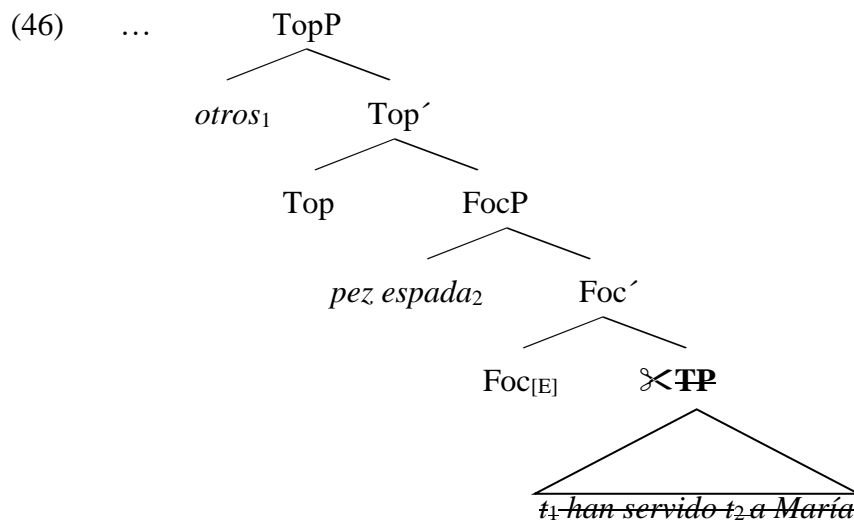 (46) … TopP
otros₁ Top´
Top FocP
pez espada₂ Foc´
Foc[E] ✂TP
t₁ han servido t₂ a María